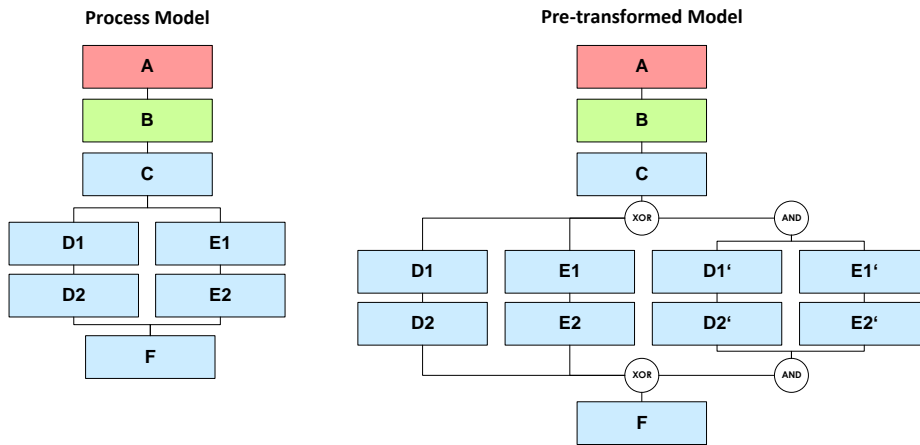 Process Model
A
B
C
D1 E1
D2 E2
F
Pre-transformed Model
A
B
C
XOR AND
D1 E1 D1‘ E1‘
D2 E2 D2‘ E2‘
XOR AND
F